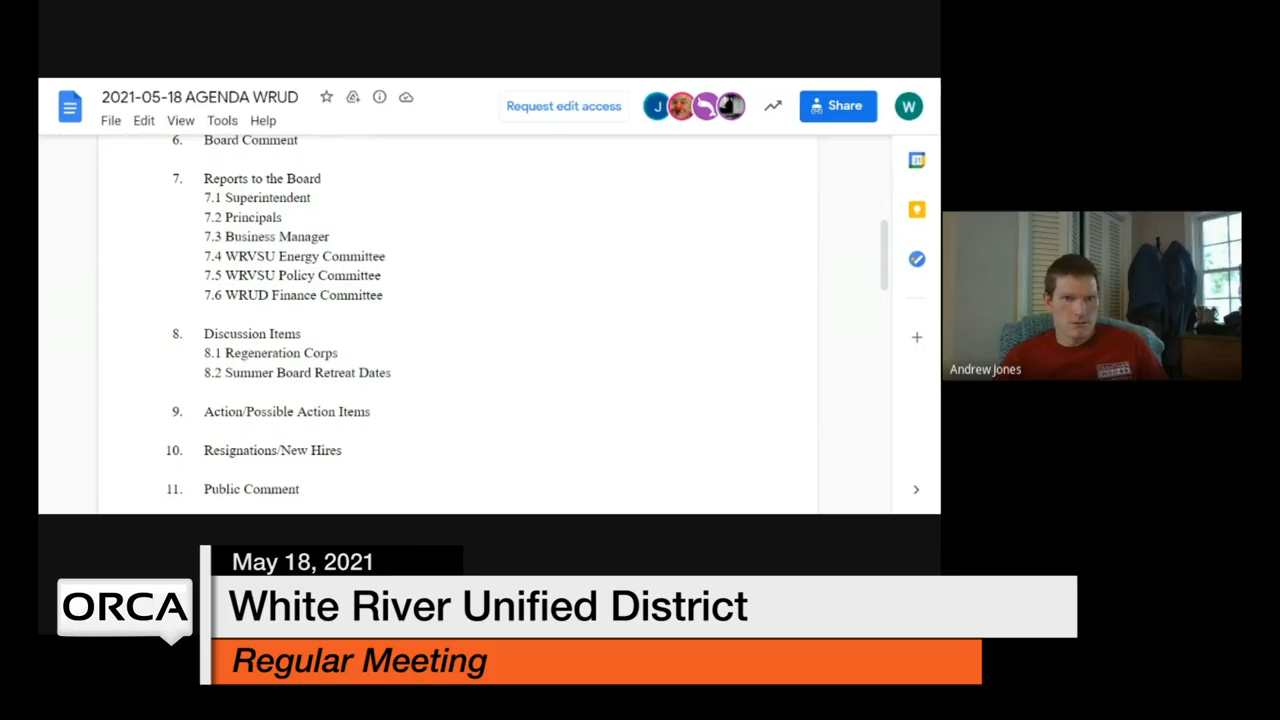 2021-05-18 AGENDA WRUD
File Edit View Tools Help
Request edit access
J
Share
W
6. Board Comment
7. Reports to the Board
7.1 Superintendent
7.2 Principals
7.3 Business Manager
7.4 WRVSU Energy Committee
7.5 WRVSU Policy Committee
7.6 WRUD Finance Committee
8. Discussion Items
8.1 Regeneration Corps
8.2 Summer Board Retreat Dates
9. Action/Possible Action Items
10. Resignations/New Hires
11. Public Comment
31
Andrew Jones
May 18, 2021
ORCA
White River Unified District
Regular Meeting